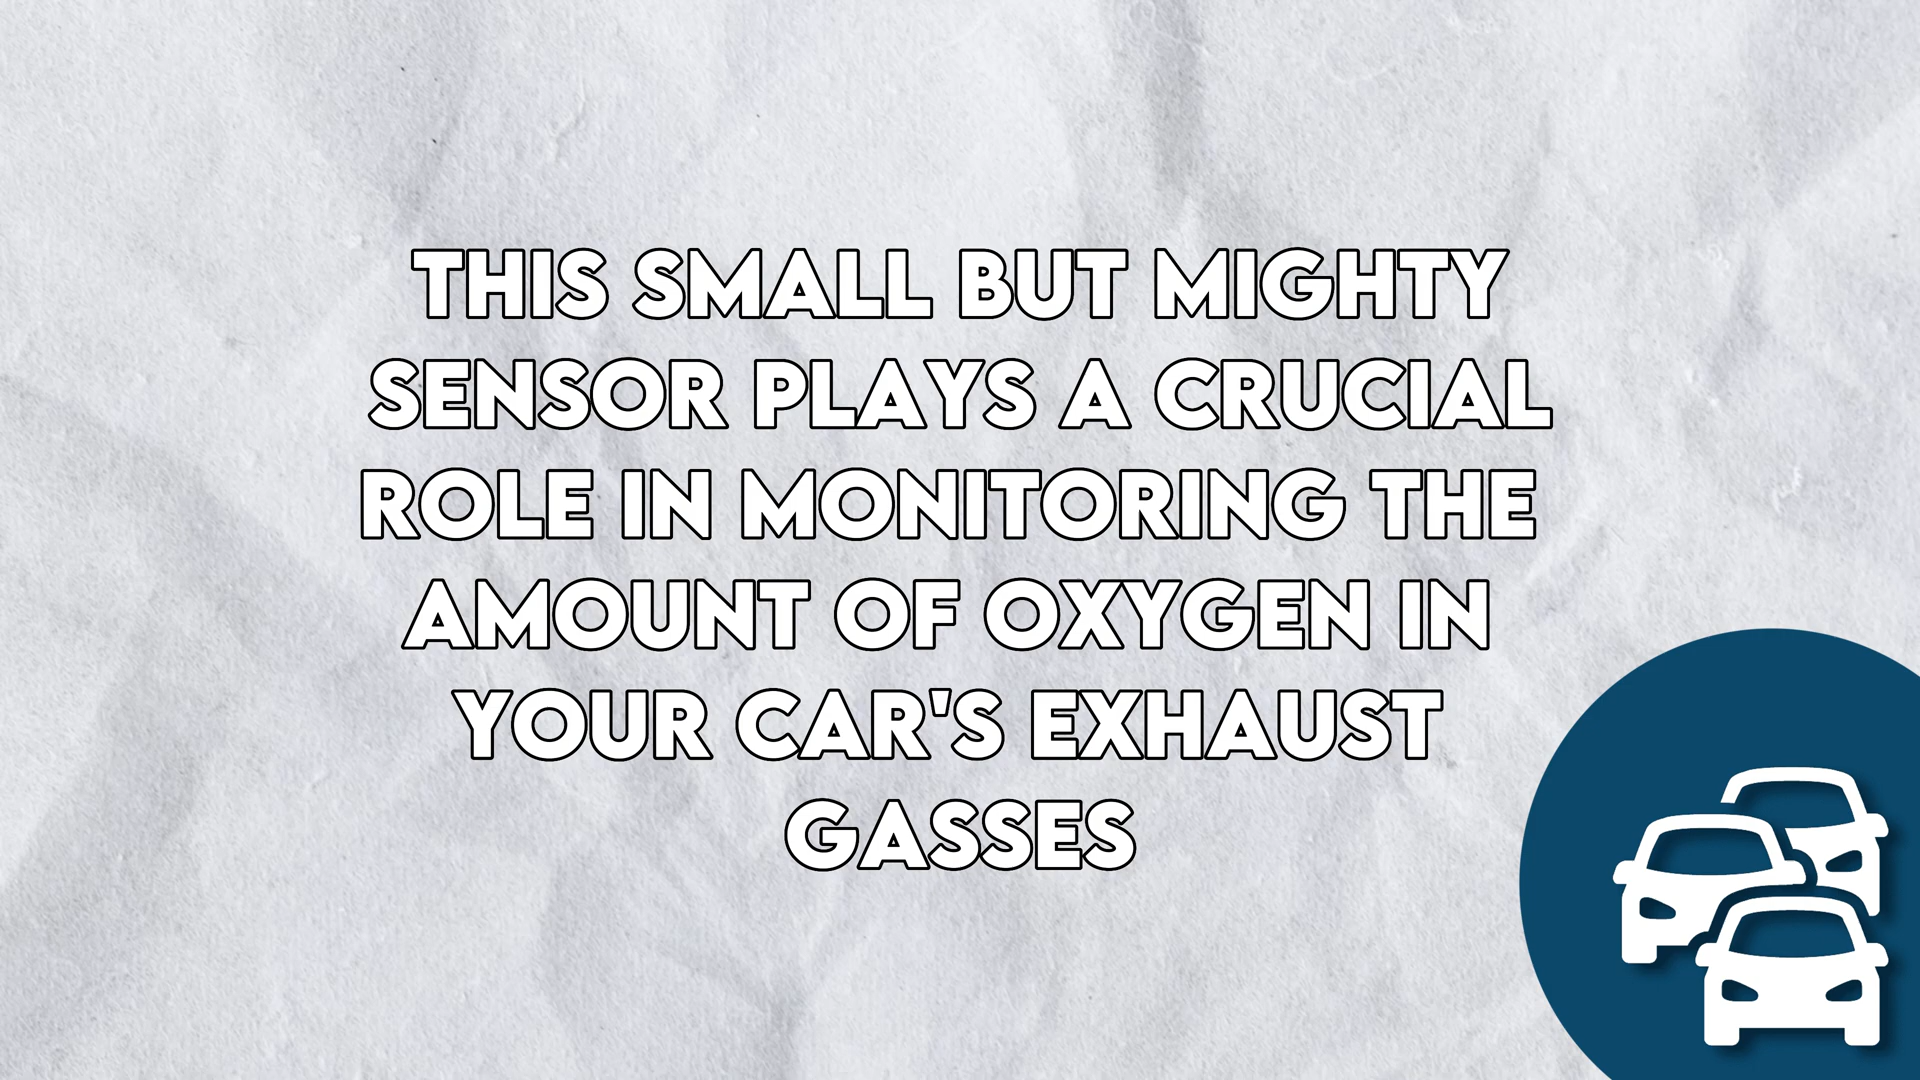 THIS SMALL BUT MIGHTY
SENSOR PLAYS A CRUCIAL
ROLE IN MONITORING THE
AMOUNT OF OXYGEN IN
YOUR CAR'S EXHAUST
GASSES